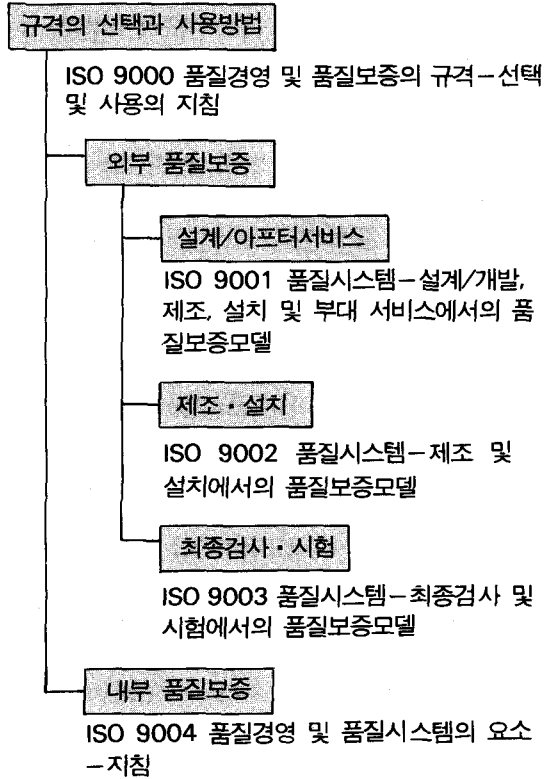 규격의 선택과 사용방법
ISO 9000 품질경영 및 품질보증의 규격－선택
및 사용의 지침
외부 품질보증
설계/아프터서비스
ISO 9001 품질시스템－설계/개발,
제조, 설치 및 부대 서비스에서의 품
질보증모델
제조·설치
ISO 9002 품질시스템－제조 및
설치에서의 품질보증모델
최종검사·시험
ISO 9003 품질시스템－최종검사 및
시험에서의 품질보증모델
내부 품질보증
ISO 9004 품질경영 및 품질시스템의 요소
－지침